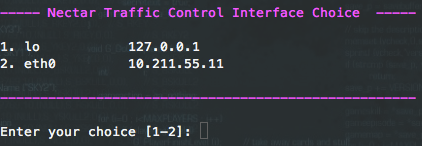 ----- Nectar Traffic Control Interface Choice -----
1. lo 127.0.0.1
2. eth0 10.211.55.11
--------------------------------------------------
Enter your choice [1-2]: